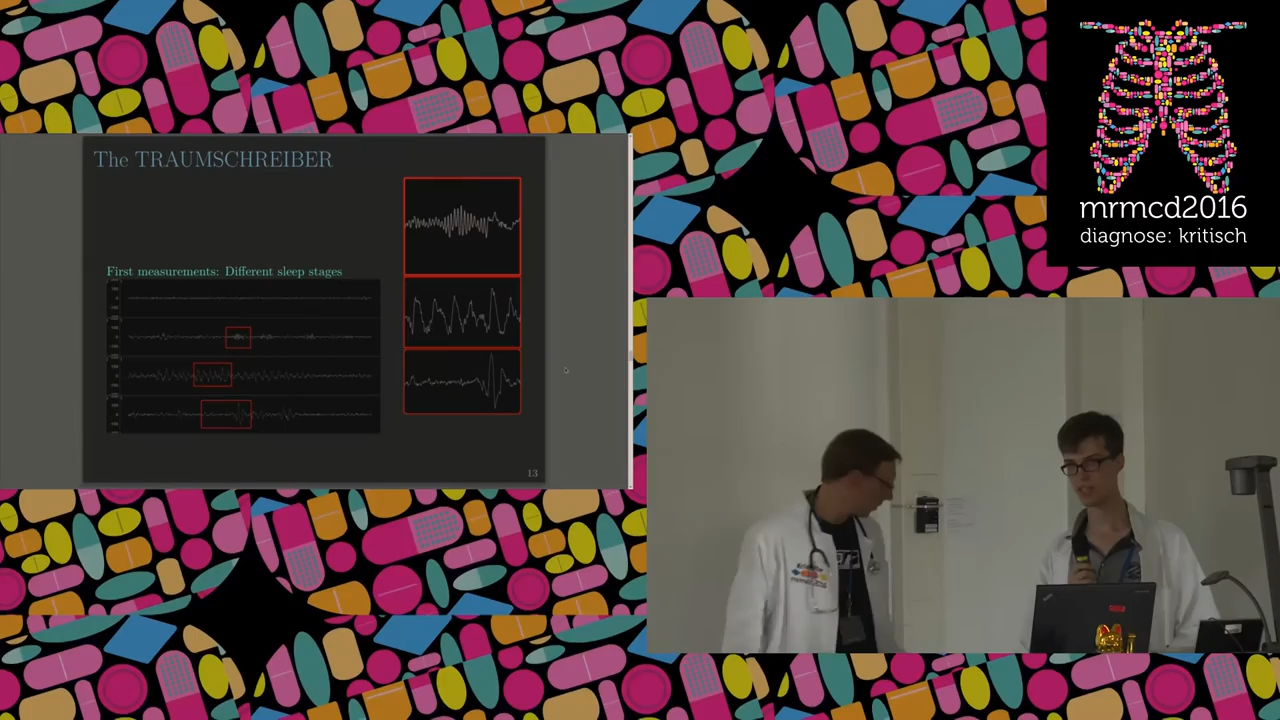 The TRAUMSCHREIBER
First measurements: Different sleep stages
13
mrmcd2016
diagnose: kritisch